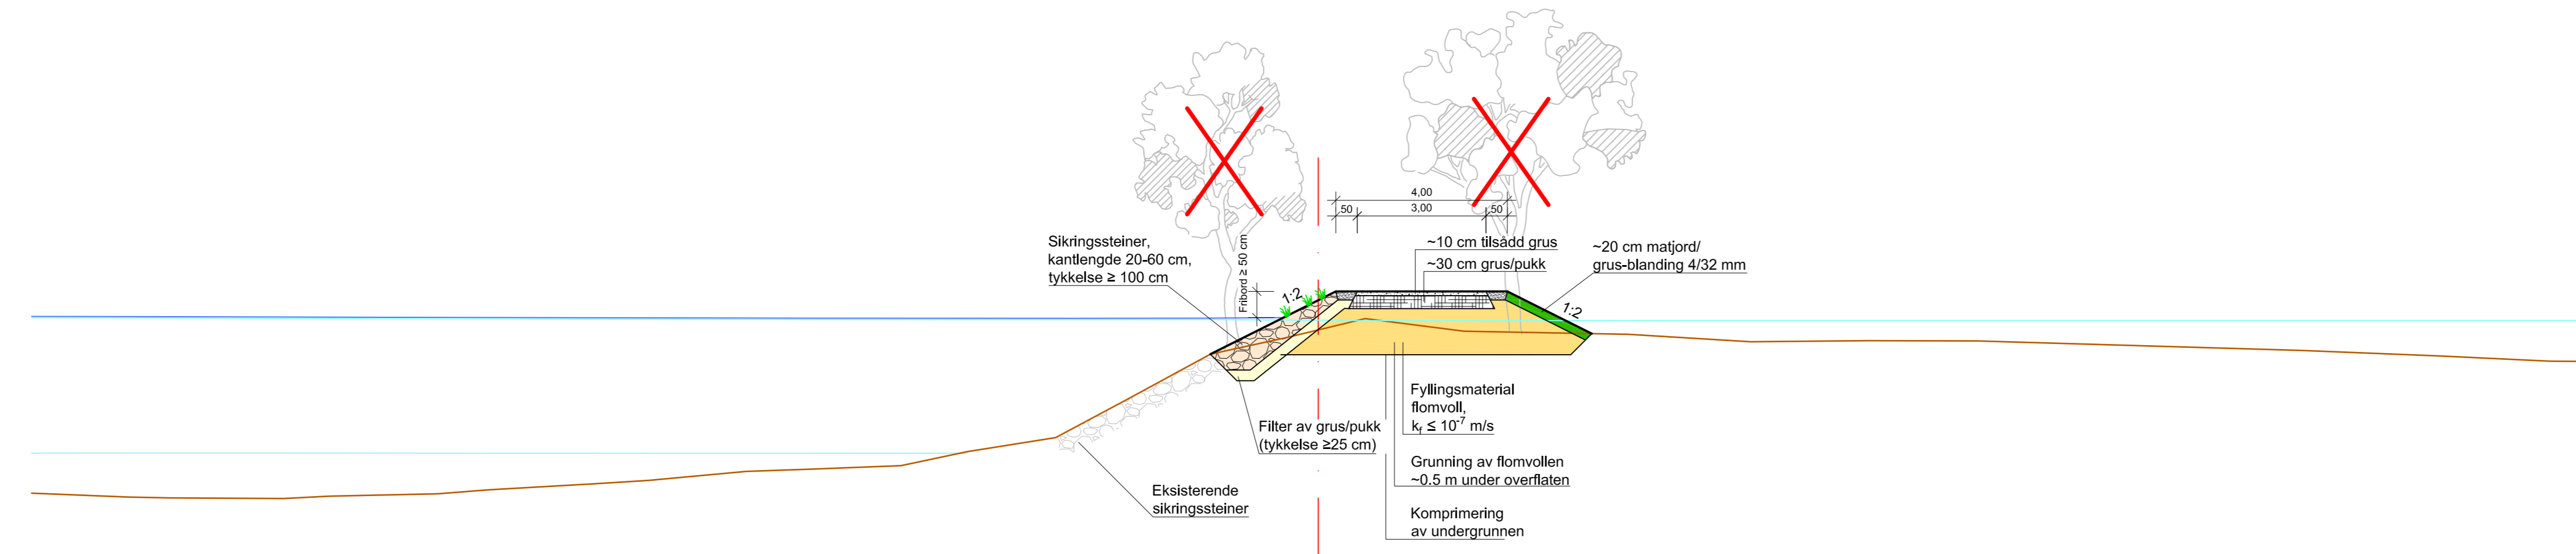 4,00
50
3,00
50
Sikringssteiner,
kantlengde 20-60 cm,
tykkelse ≥ 100 cm
Fribord ≥ 50 cm
1:2
~10 cm tilsådd grus
~30 cm grus/pukk
~20 cm matjord/
grus-blanding 4/32 mm
1:2
Fyllingsmaterial
flomvoll,
kf ≤ 10-7 m/s
Filter av grus/pukk
(tykkelse ≥25 cm)
Grunning av flomvollen
~0.5 m under overflaten
Eksisterende
sikringssteiner
Komprimering
av undergrunnen